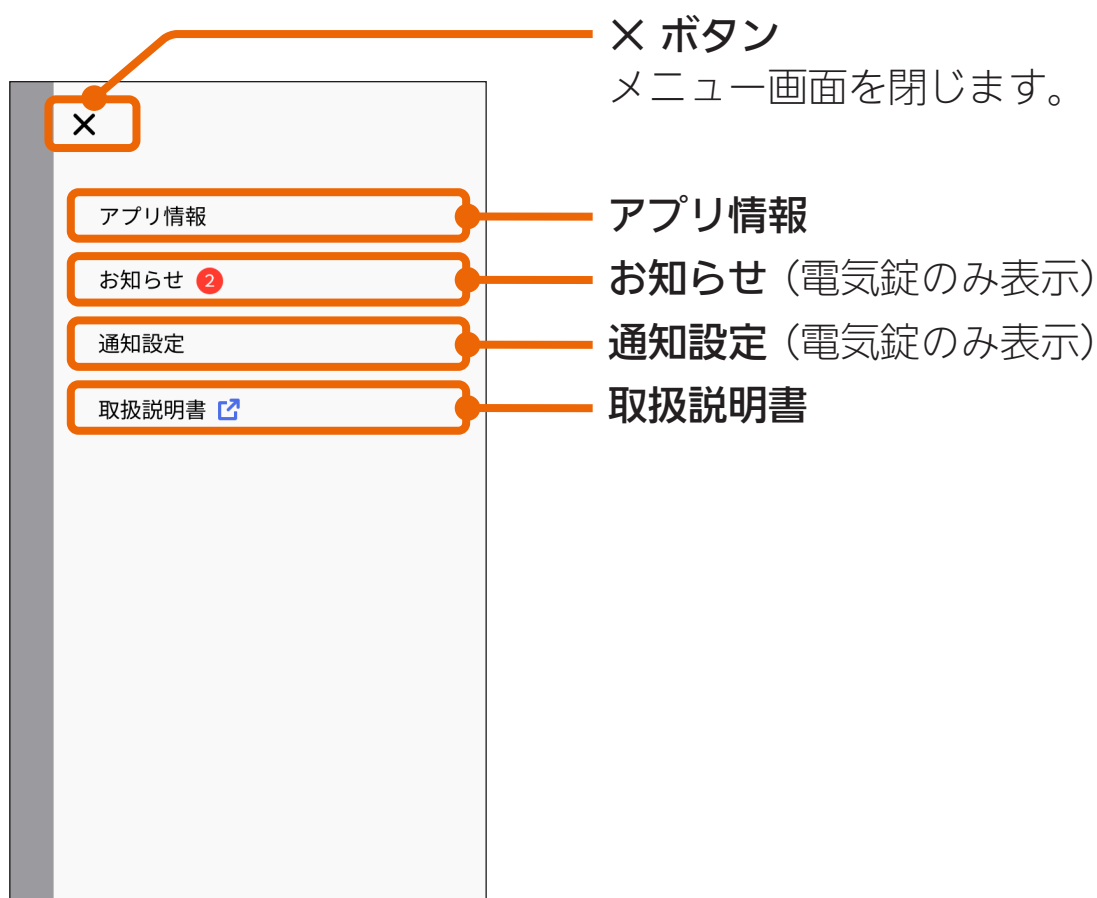 × ボタン
メニュー画面を閉じます。
×
アプリ情報
アプリ情報
お知らせ 2
お知らせ（電気錠のみ表示）
通知設定
通知設定（電気錠のみ表示）
取扱説明書
取扱説明書